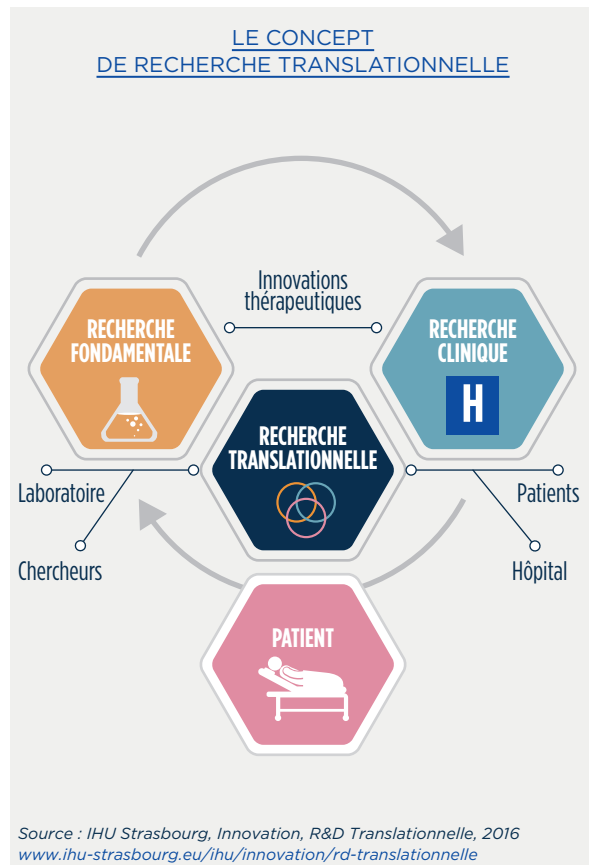 LE CONCEPT
DE RECHERCHE TRANSLATIONNELLE
Innovations
thérapeutiques
RECHERCHE
FONDAMENTALE
RECHERCHE
CLINIQUE
H
RECHERCHE
TRANSLATIONNELLE
Laboratoire
Patients
Chercheurs
Hôpital
PATIENT
Source : IHU Strasbourg, Innovation, R&D Translationnelle, 2016
www.ihu-strasbourg.eu/ihu/innovation/rd-translationnelle